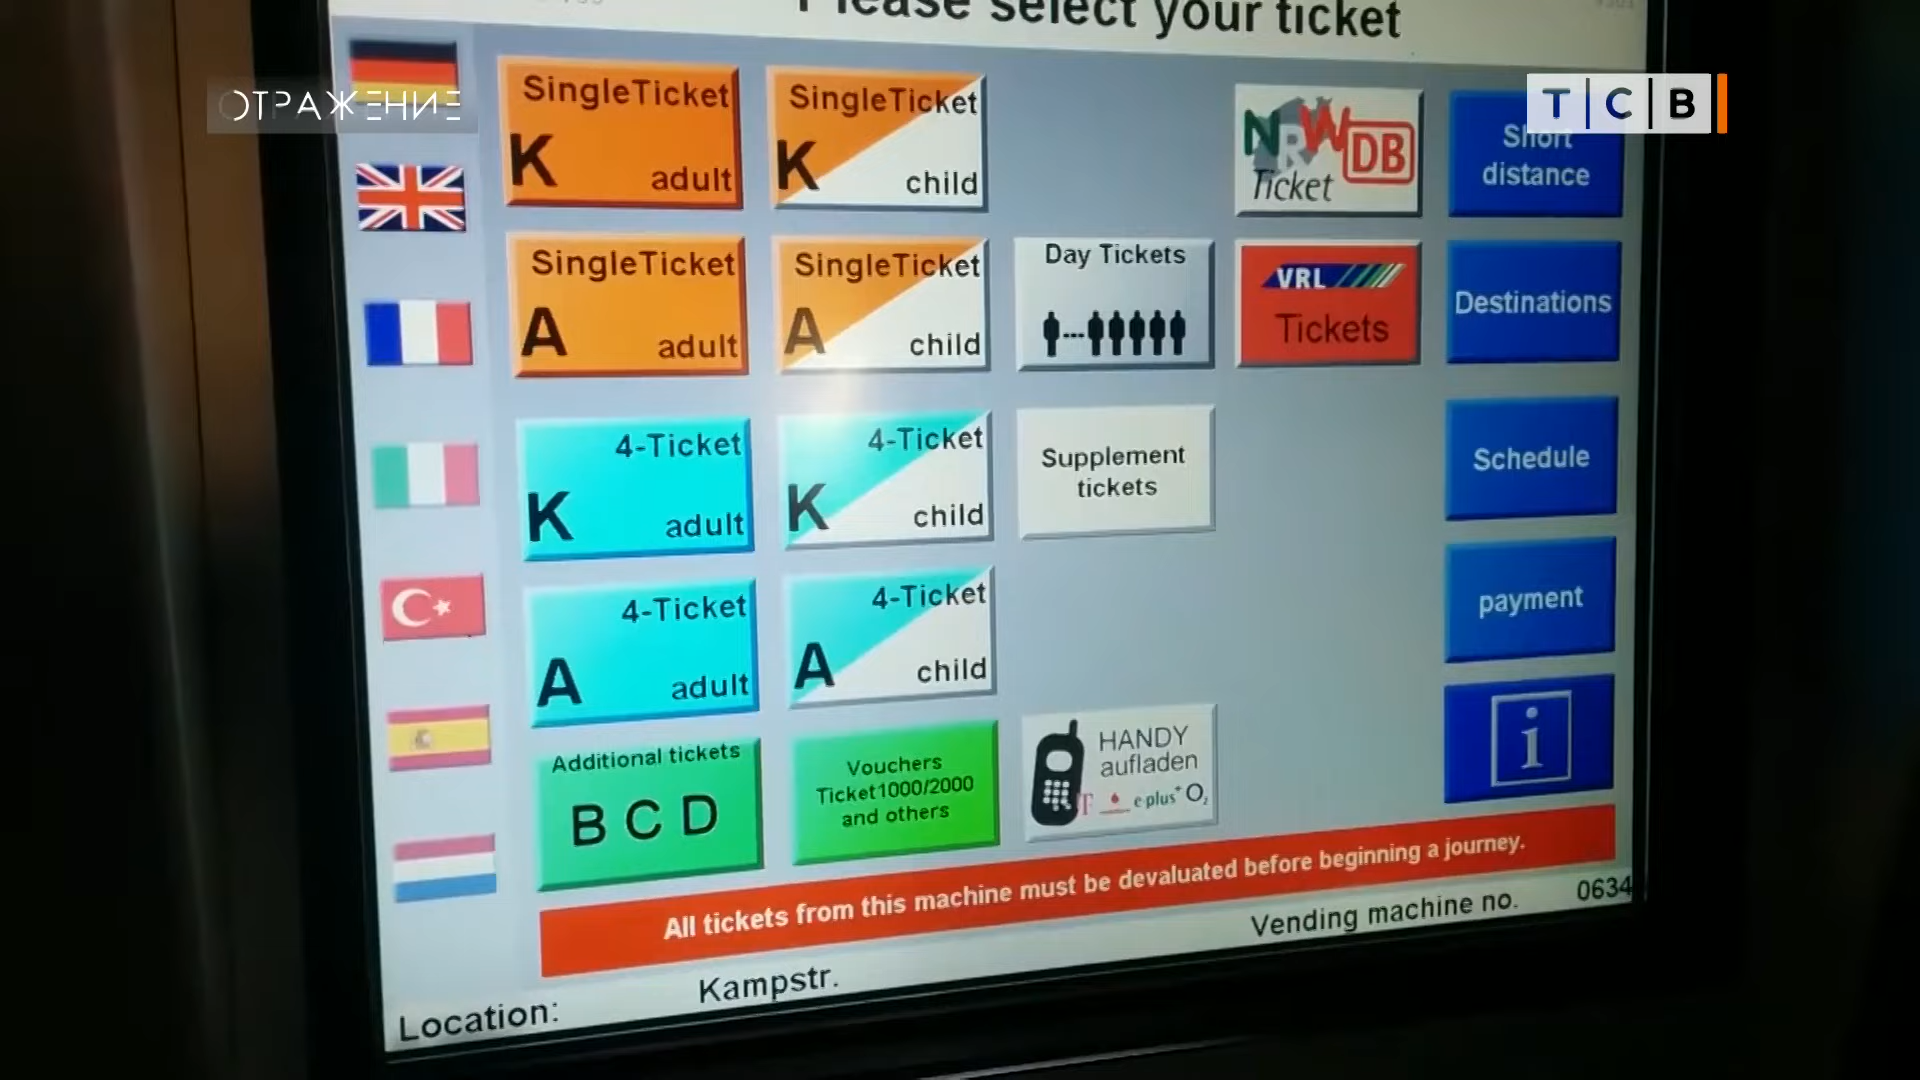 Please select your ticket
ОТРАЖЕНИЕ
ТСВ
SingleTicket
K adult
SingleTicket
K child
NRW DB
Ticket
Short
distance
SingleTicket
A adult
SingleTicket
A child
Day Tickets
VRL
Tickets
Destinations
4-Ticket
K adult
4-Ticket
K child
Supplement
tickets
Schedule
4-Ticket
A adult
4-Ticket
A child
payment
Additional tickets
B C D
Vouchers
Ticket1000/2000
and others
HANDY
aufladen
T e-plus+ O2
i
All tickets from this machine must be devaluated before beginning a journey.
Vending machine no. 0634
Location: Kampstr.